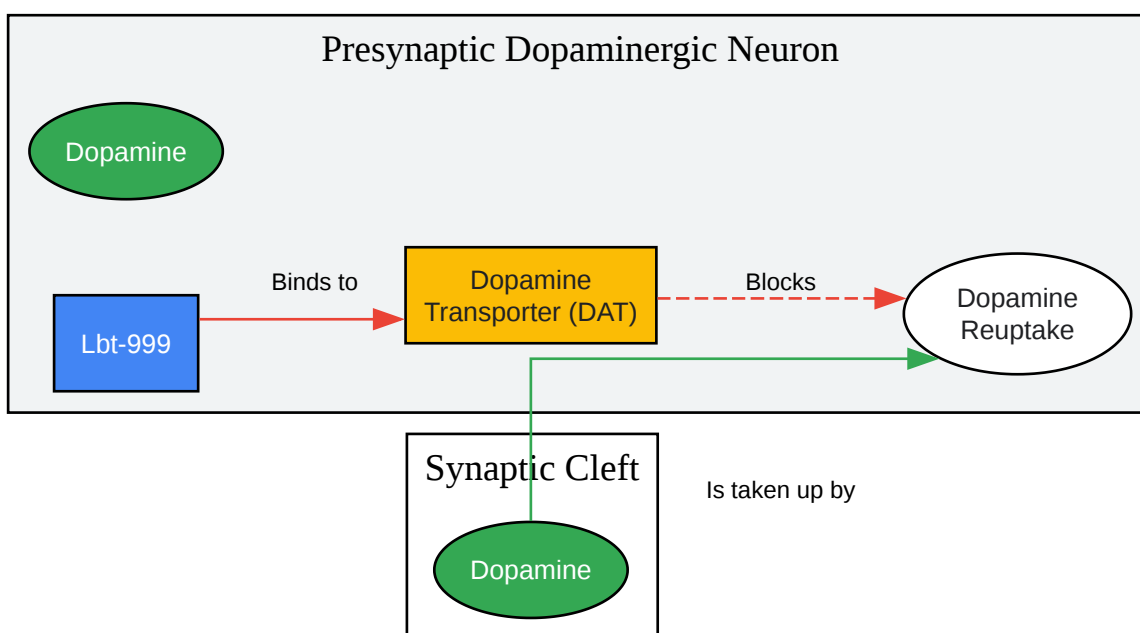 Presynaptic Dopaminergic Neuron
Dopamine
Binds to
Dopamine
Transporter (DAT)
Blocks
Dopamine
Reuptake
Lbt-999
Synaptic Cleft
Is taken up by
Dopamine